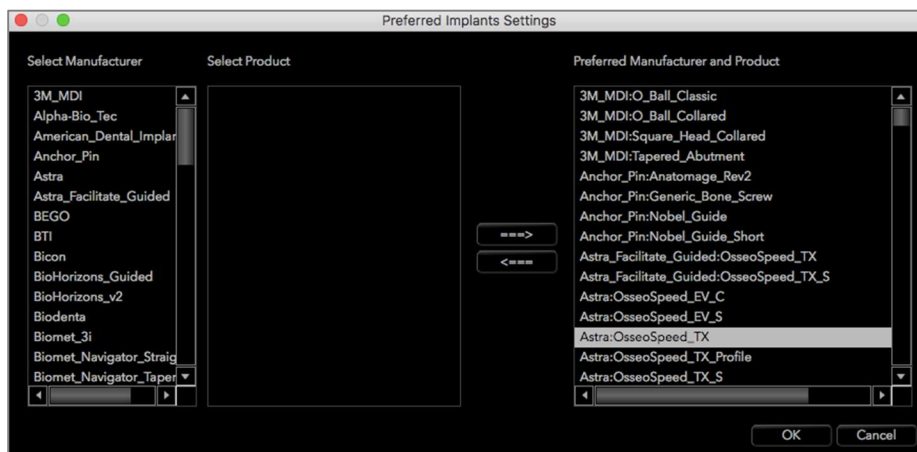 Preferred Implants Settings
Select Manufacturer
Select Product
Preferred Manufacturer and Product
3M_MDI
Alpha-Bio_Tec
American_Dental_Implan
Anchor_Pin
Astra
Astra_Facilitate_Guided
BEGO
BTI
Bicon
BioHorizons_Guided
BioHorizons_v2
Biodenta
Biomet_3i
Biomet_Navigator_Straig
Biomet_Navigator_Taper
===>
<===
3M_MDI:O_Ball_Classic
3M_MDI:O_Ball_Collared
3M_MDI:Square_Head_Collared
3M_MDI:Tapered_Abutment
Anchor_Pin:Anatomage_Rev2
Anchor_Pin:Generic_Bone_Screw
Anchor_Pin:Nobel_Guide
Anchor_Pin:Nobel_Guide_Short
Astra_Facilitate_Guided:OsseoSpeed_TX
Astra_Facilitate_Guided:OsseoSpeed_TX_S
Astra:OsseoSpeed_EV_C
Astra:OsseoSpeed_EV_S
Astra:OsseoSpeed_TX
Astra:OsseoSpeed_TX_Profile
Astra:OsseoSpeed_TX_S
OK
Cancel